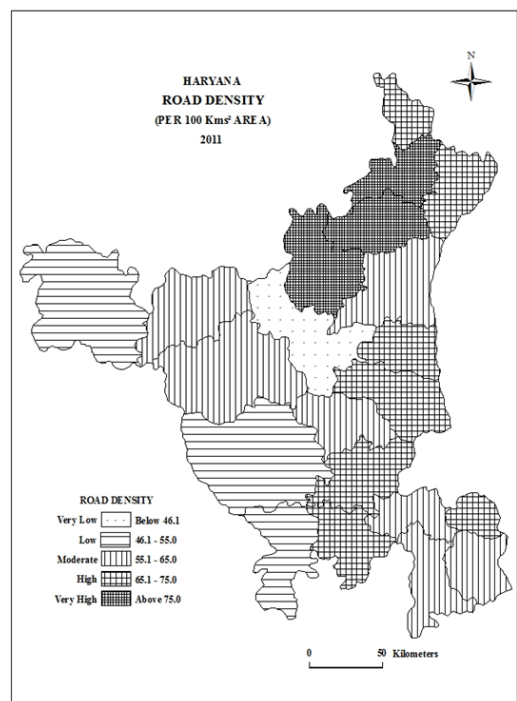 HARYANA
ROAD DENSITY
(PER 100 Kms² AREA)
2011
N
ROAD DENSITY
Very Low Below 46.1
Low 46.1 - 55.0
Moderate 55.1 - 65.0
High 65.1 - 75.0
Very High Above 75.0
0 50 Kilometers